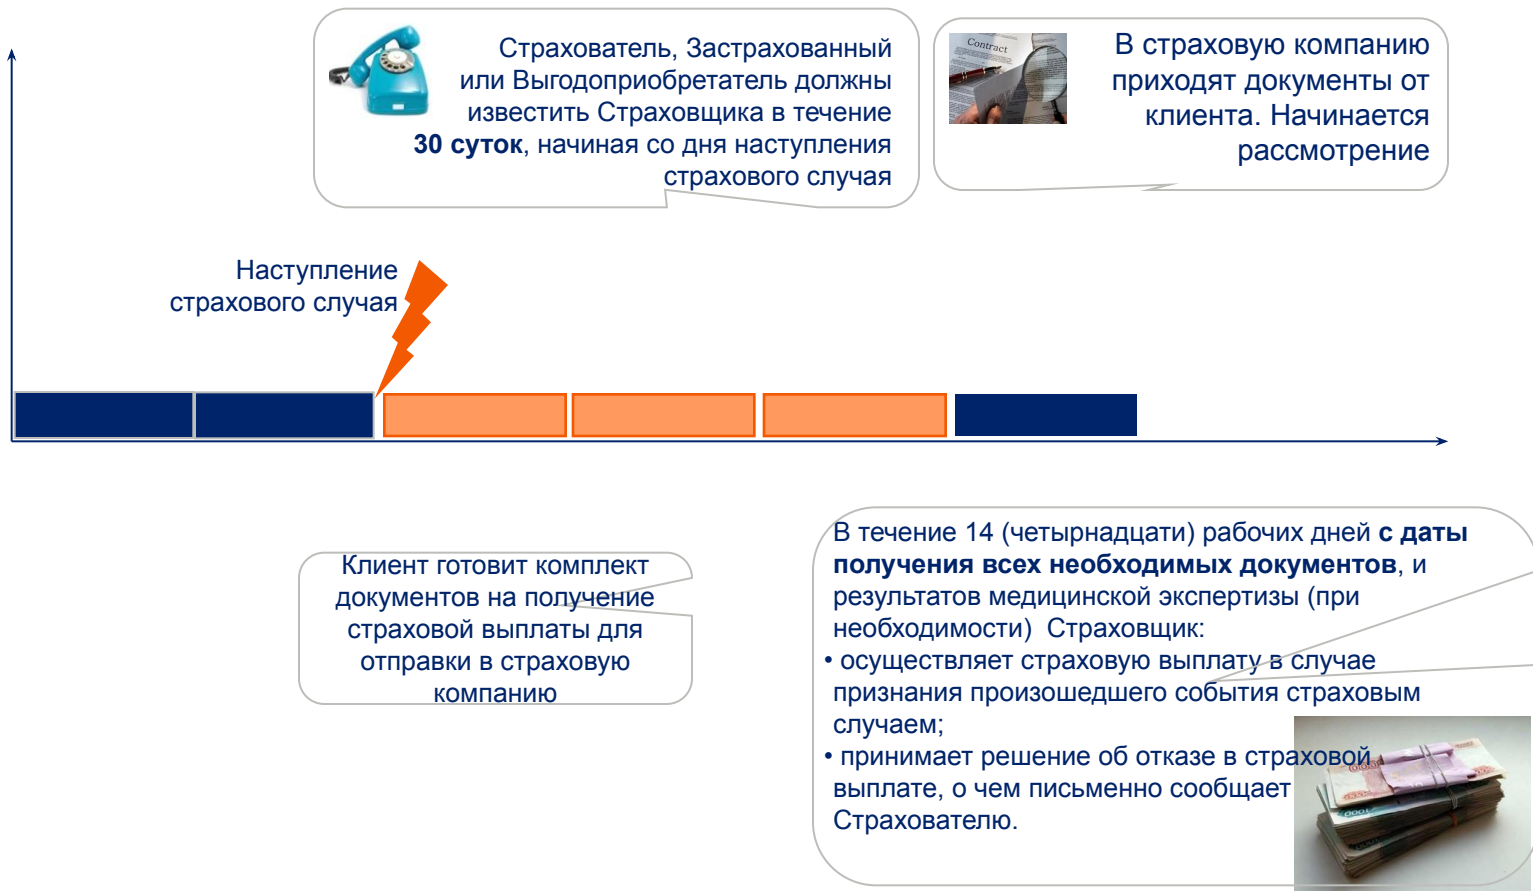 Страхователь, Застрахованный
или Выгодоприобретатель должны
известить Страховщика в течение
30 суток, начиная со дня наступления
страхового случая
Contract
В страховую компанию
приходят документы от
клиента. Начинается
рассмотрение
Наступление
страхового случая
Клиент готовит комплект
документов на получение
страховой выплаты для
отправки в страховую
компанию
В течение 14 (четырнадцати) рабочих дней с даты
получения всех необходимых документов, и
результатов медицинской экспертизы (при
необходимости) Страховщик:
• осуществляет страховую выплату в случае
признания произошедшего события страховым
случаем;
• принимает решение об отказе в страховой
выплате, о чем письменно сообщает
Страхователю.